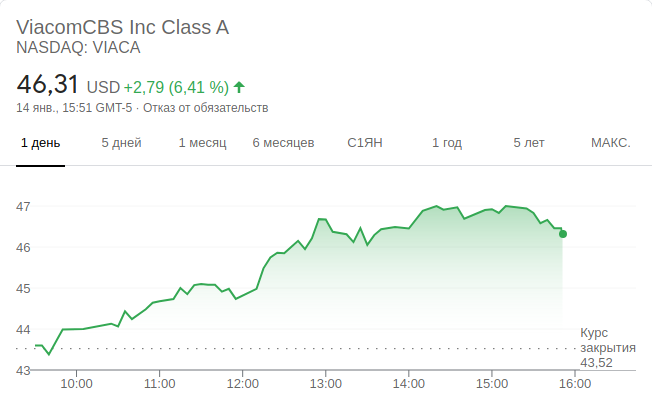 ViacomCBS Inc Class A
NASDAQ: VIACA
46,31 USD +2,79 (6,41 %)
14 янв., 15:51 GMT-5 · Отказ от обязательств
1 день 5 дней 1 месяц 6 месяцев С1ЯН 1 год 5 лет МАКС.
47
46
45
44
43
Курс
закрытия
43,52
10:00 11:00 12:00 13:00 14:00 15:00 16:00